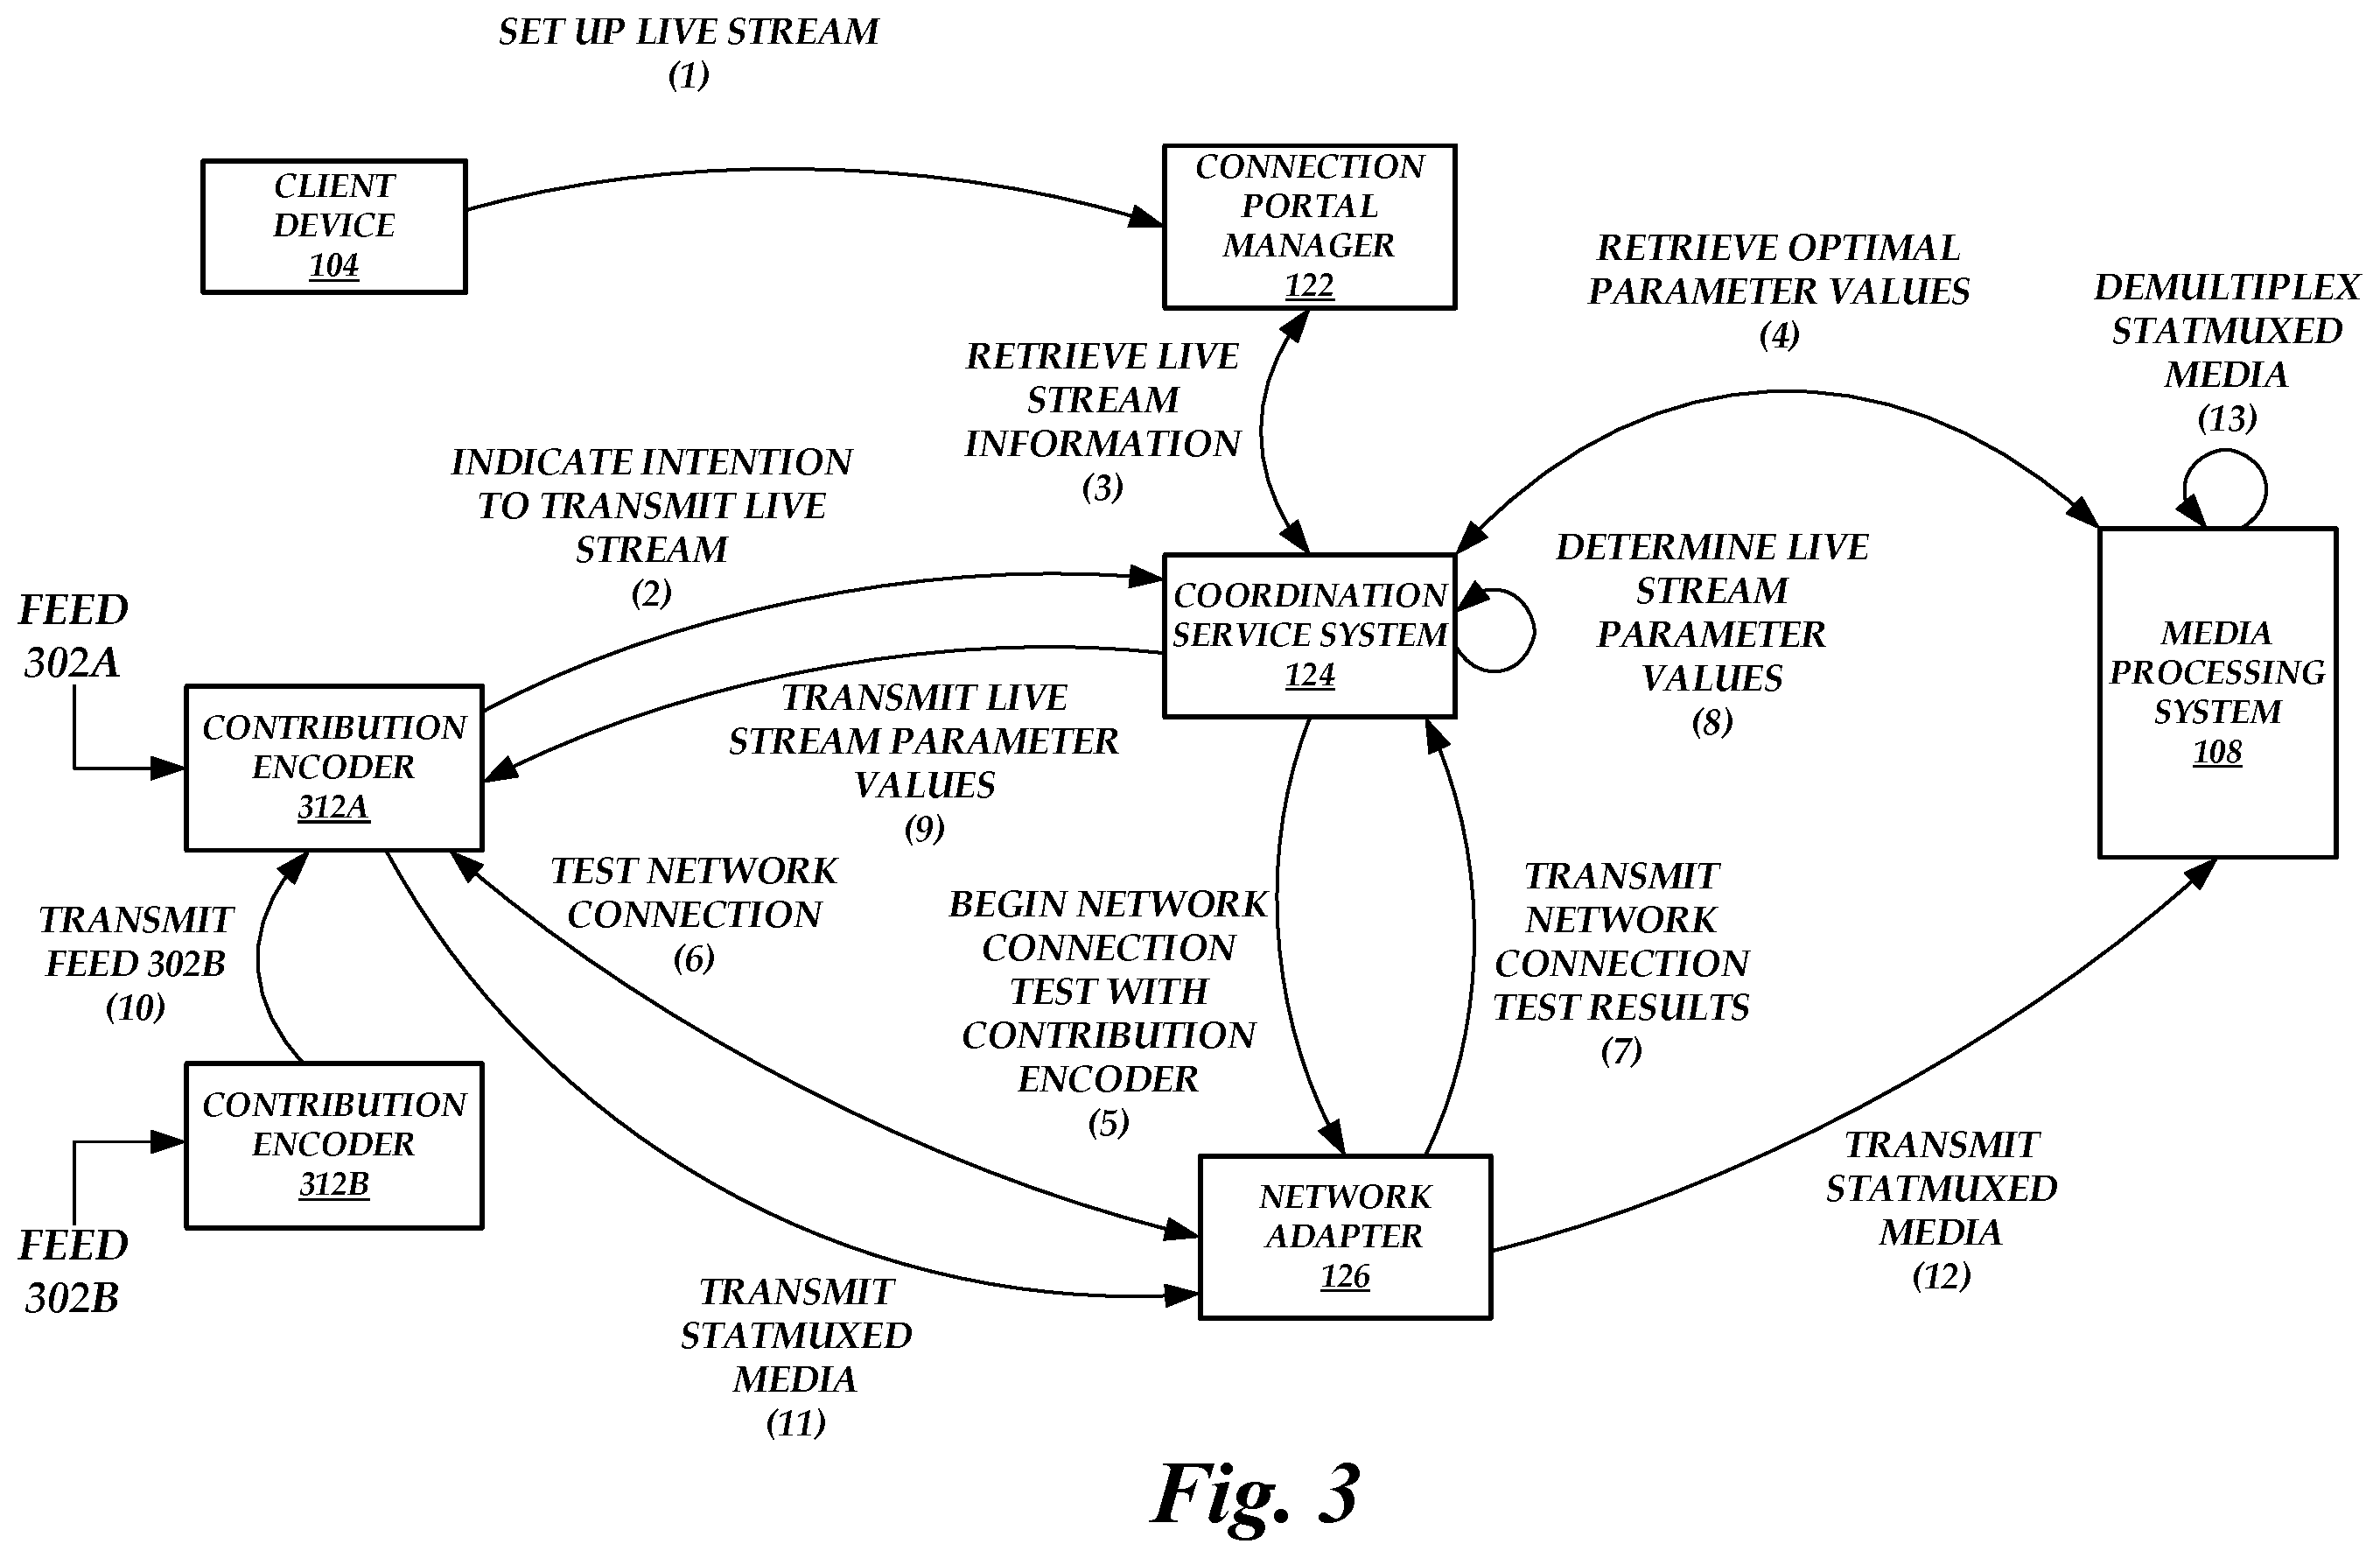 SET UP LIVE STREAM
(1)
CLIENT
DEVICE
104
CONNECTION
PORTAL
MANAGER
122
RETRIEVE OPTIMAL
PARAMETER VALUES
(4)
DEMULTIPLEX
STATMUXED
MEDIA
(13)
RETRIEVE LIVE
STREAM
INFORMATION
(3)
INDICATE INTENTION
TO TRANSMIT LIVE
STREAM
(2)
FEED
302A
COORDINATION
SERVICE SYSTEM
124
DETERMINE LIVE
STREAM
PARAMETER
VALUES
(8)
MEDIA
PROCESSING
SYSTEM
108
CONTRIBUTION
ENCODER
312A
TRANSMIT LIVE
STREAM PARAMETER
VALUES
(9)
TEST NETWORK
CONNECTION
(6)
BEGIN NETWORK
CONNECTION
TEST WITH
CONTRIBUTION
ENCODER
(5)
TRANSMIT
NETWORK
CONNECTION
TEST RESULTS
(7)
TRANSMIT
FEED 302B
(10)
CONTRIBUTION
ENCODER
312B
FEED
302B
NETWORK
ADAPTER
126
TRANSMIT
STATMUXED
MEDIA
(12)
TRANSMIT
STATMUXED
MEDIA
(11)
Fig. 3